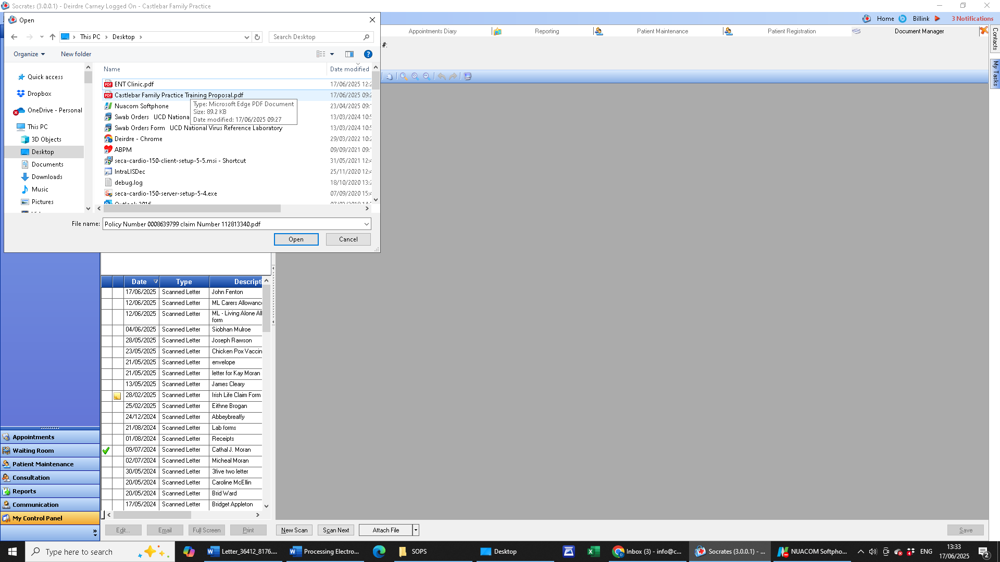 Socrates (3.0.0.1) - Deirdre Carney Logged On - Castlebar Family Practice
Open
Home
Billink
3 Notifications
This PC
Desktop
Search Desktop
Appointments Diary
Reporting
Patient Maintenance
Patient Registration
Document Manager
Contacts
My Tasks
#:
Organize
New folder
Name
Date modified
Quick access
Dropbox
OneDrive - Personal
This PC
3D Objects
Desktop
Documents
Downloads
Music
Pictures
ENT Clinic.pdf 17/06/2025 12:2
Castlebar Family Practice Training Proposal.pdf 17/06/2025 09:2
Nuacom Softphone 23/04/2025 09:1
Swab Orders UCD Nationa 13/03/2024 10:5
Swab Orders Form UCD National Virus Reference Laboratory 13/03/2024 10:5
Deirdre - Chrome 29/03/2022 10:2
ABPM 09/09/2021 09:1
seca-cardio-150-client-setup-5-5.msi - Shortcut 31/05/2021 12:4
IntraLISDec 25/11/2020 12:4
debug.log 18/10/2020 13:2
seca-cardio-150-server-setup-5-4.exe 07/09/2020 15:4
Outlook 2016
Type: Microsoft Edge PDF Document
Size: 89.2 KB
Date modified: 17/06/2025 09:27
File name: Policy Number 0008639799 claim Number 112813340.pdf
Open
Cancel
Date Type Descripti
17/06/2025 Scanned Letter John Fenton
12/06/2025 Scanned Letter ML Carers Allowanc
12/06/2025 Scanned Letter ML - Living Alone All
form
04/06/2025 Scanned Letter Siobhan Mulroe
28/05/2025 Scanned Letter Joseph Rawson
23/05/2025 Scanned Letter Chicken Pox Vaccin
21/05/2025 Scanned Letter envelope
21/05/2025 Scanned Letter letter for Kay Moran
13/05/2025 Scanned Letter James Cleary
28/02/2025 Scanned Letter Irish Life Claim Form
25/02/2025 Scanned Letter Eithne Brogan
24/12/2024 Scanned Letter Abbeybreaffy
21/08/2024 Scanned Letter Lab forms
01/08/2024 Scanned Letter Receipts
09/07/2024 Scanned Letter Cathal J. Moran
02/07/2024 Scanned Letter Micheal Moran
30/05/2024 Scanned Letter 3five two letter
20/05/2024 Scanned Letter Caroline McEllin
20/05/2024 Scanned Letter Brid Ward
17/05/2024 Scanned Letter Bridget Appleton
Appointments
Waiting Room
Patient Maintenance
Consultation
Reports
Communication
My Control Panel
Edit...
Email
Full Screen
Print
New Scan
Scan Next
Attach File
Save
Type here to search
Letter_36412_8176....
Processing Electro...
SOPS
Desktop
Inbox (3) - info@c...
Socrates (3.0.0.1) - ...
NUACOM Softpho...
ENG
13:33
17/06/2025
2